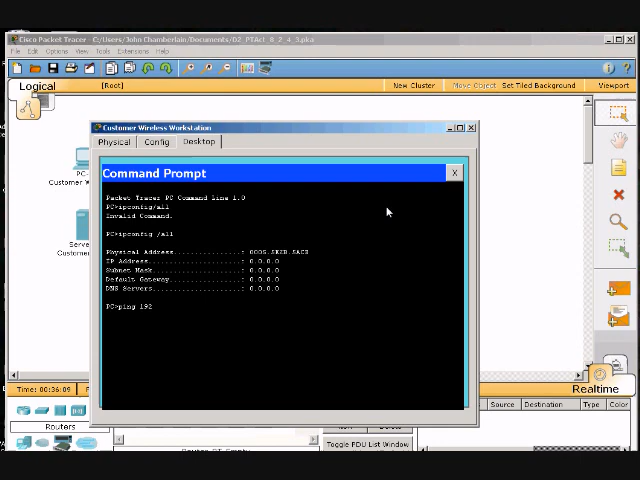 Cisco Packet Tracer - C:/Users/John Chamberlain/Documents/D2_PTAct_8_2_4_3.pka
File Edit Options View Tools Extensions Help
Logical [Root] New Cluster Move Object Set Tiled Background Viewport
Customer Wireless Workstation
Physical Config Desktop
Command Prompt X
Packet Tracer PC Command Line 1.0
PC>ipconfig/all
Invalid Command.
PC>ipconfig /all
Physical Address................:
IP Address......................: 0.0.0.0
Subnet Mask.....................: 0.0.0.0
Default Gateway.................: 0.0.0.0
DNS Servers.....................: 0.0.0.0
PC>ping 192
PC-
Customer W
Serve
Custome
Time: 00:36:09
Realtime
Source Destination Type Color
Routers
Toggle PDU List Window